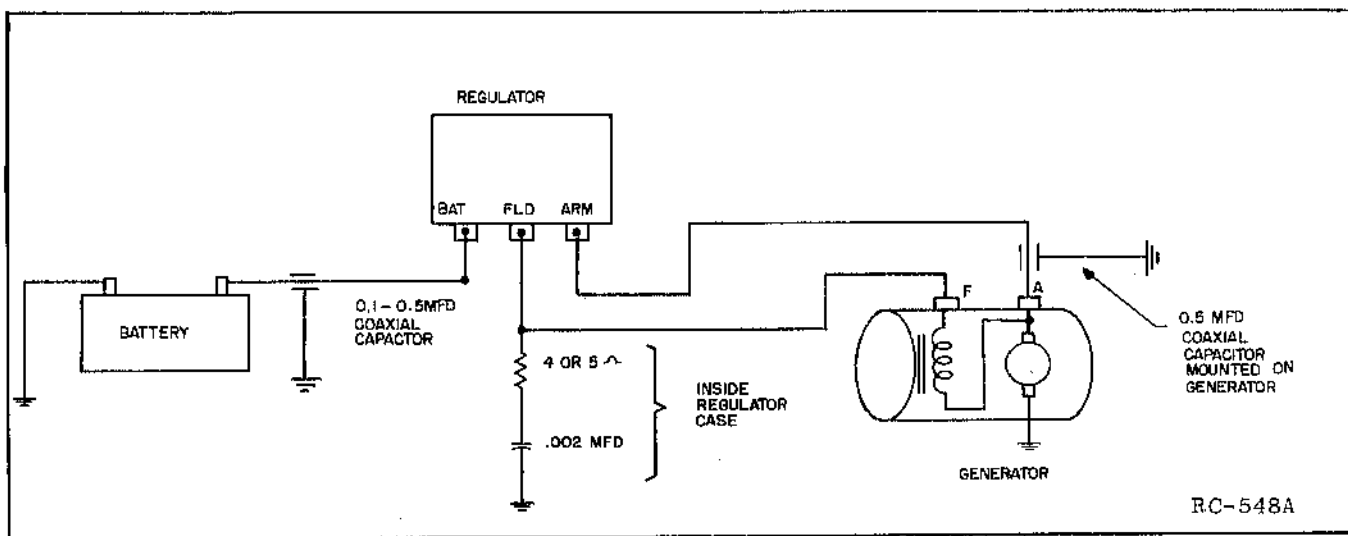 REGULATOR
BAT FLD ARM
BATTERY
0.1-0.5MFD
COAXIAL
CAPACTOR
4 OR 5
.002 MFD
INSIDE
REGULATOR
CASE
F A
0.5 MFD
COAXIAL
CAPACITOR
MOUNTED ON
GENERATOR
GENERATOR
RC-548A